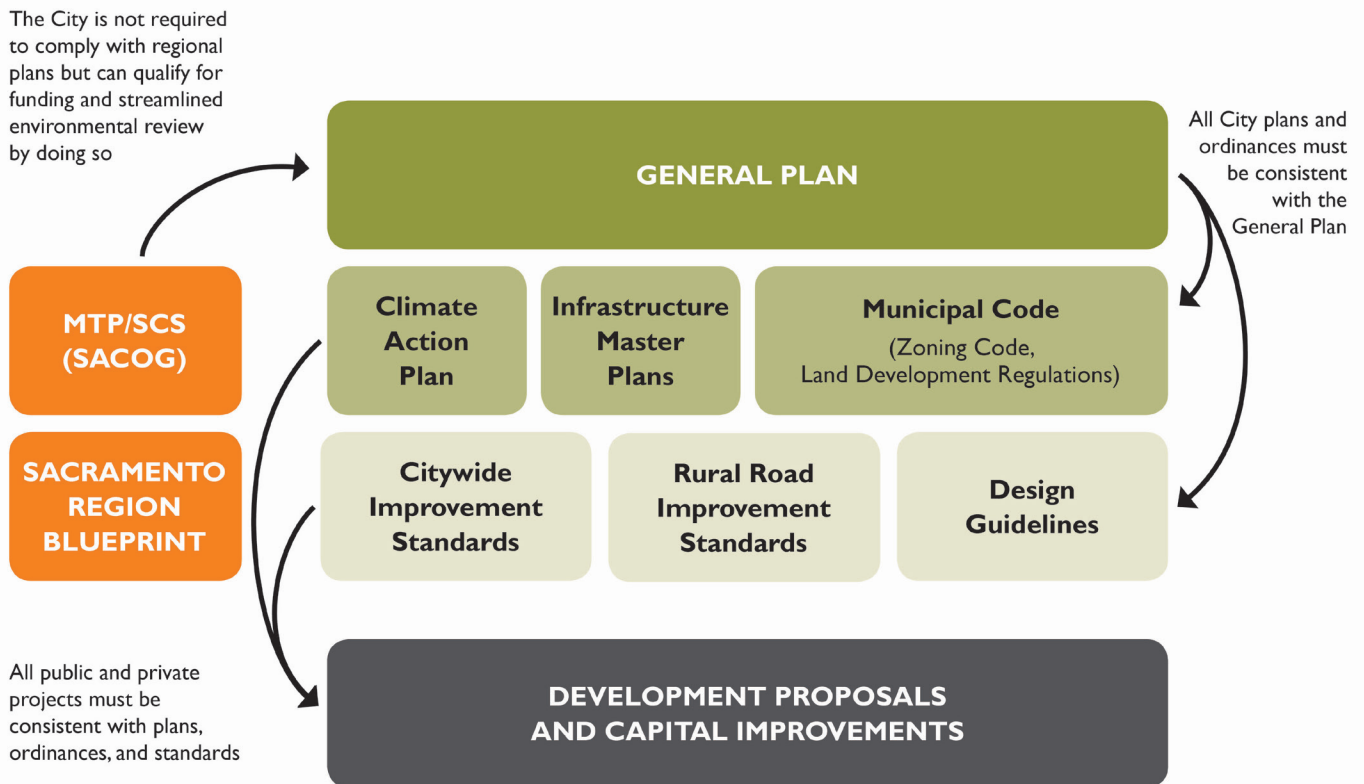 The City is not required
to comply with regional
plans but can qualify for
funding and streamlined
environmental review
by doing so
GENERAL PLAN
All City plans and
ordinances must
be consistent
with the
General Plan
MTP/SCS
(SACOG)
Climate
Action
Plan
Infrastructure
Master
Plans
Municipal Code
(Zoning Code,
Land Development Regulations)
SACRAMENTO
REGION
BLUEPRINT
Citywide
Improvement
Standards
Rural Road
Improvement
Standards
Design
Guidelines
All public and private
projects must be
consistent with plans,
ordinances, and standards
DEVELOPMENT PROPOSALS
AND CAPITAL IMPROVEMENTS